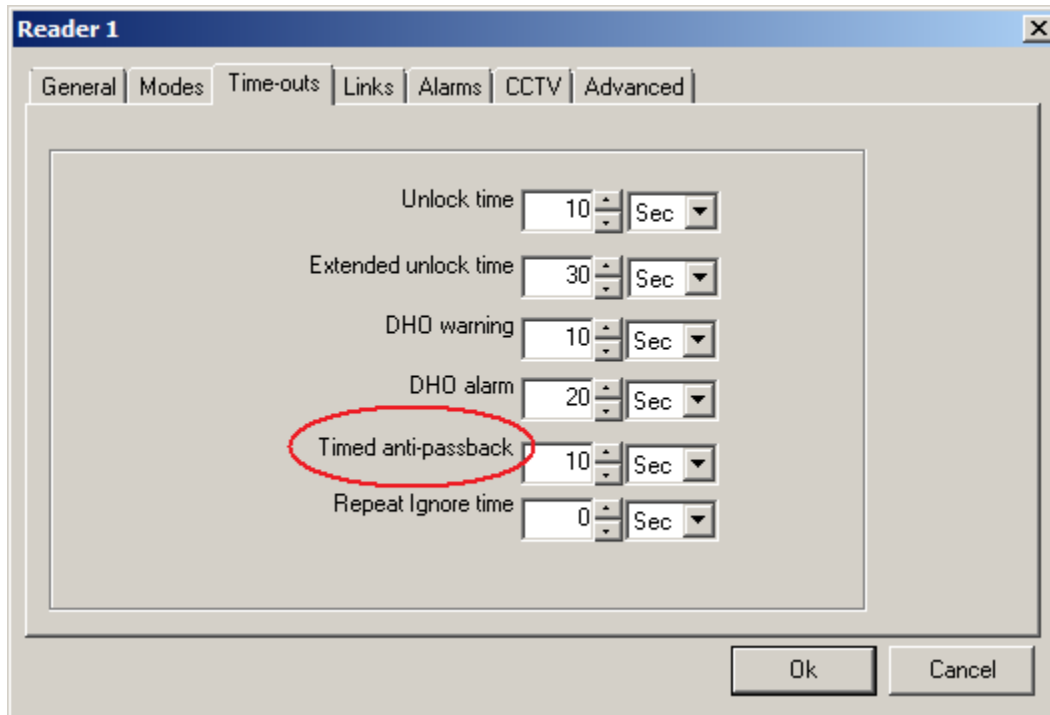 Reader 1
General Modes Time-outs Links Alarms CCTV Advanced
Unlock time 10 Sec
Extended unlock time 30 Sec
DHO warning 10 Sec
DHO alarm 20 Sec
Timed anti-passback 10 Sec
Repeat Ignore time 0 Sec
Ok Cancel